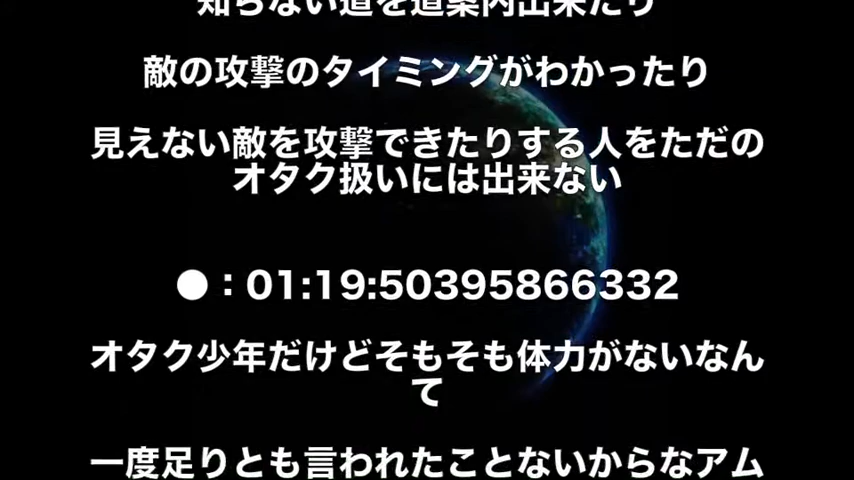 知らない道を道案内出来たり
敵の攻撃のタイミングがわかったり
見えない敵を攻撃できたりする人をただの
オタク扱いには出来ない
●：01:19:50395866332
オタク少年だけどそもそも体力がないなん
て
一度足りとも言われたことないからなアム